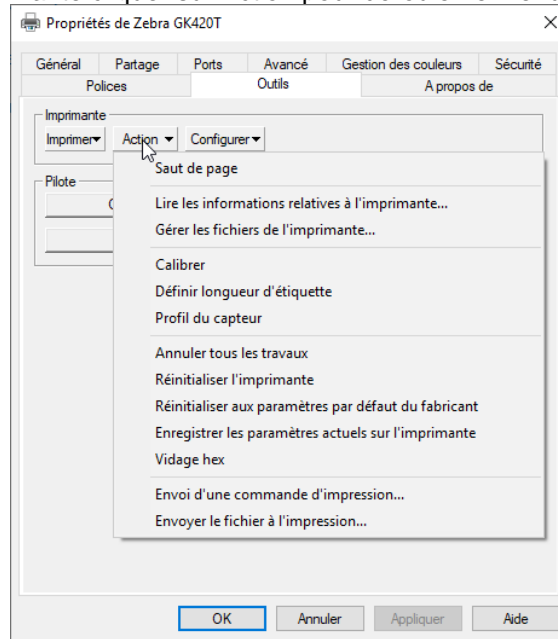 Propriétés de Zebra GK420T
Général Partage Ports Avancé Gestion des couleurs Sécurité
Polices Outils A propos de
Imprimante
Imprimer Action Configurer
Saut de page
Pilote
Lire les informations relatives à l'imprimante...
Gérer les fichiers de l'imprimante...
Calibrer
Définir longueur d'étiquette
Profil du capteur
Annuler tous les travaux
Réinitialiser l'imprimante
Réinitialiser aux paramètres par défaut du fabricant
Enregistrer les paramètres actuels sur l'imprimante
Vidage hex
Envoi d'une commande d'impression...
Envoyer le fichier à l'impression...
OK Annuler Appliquer Aide